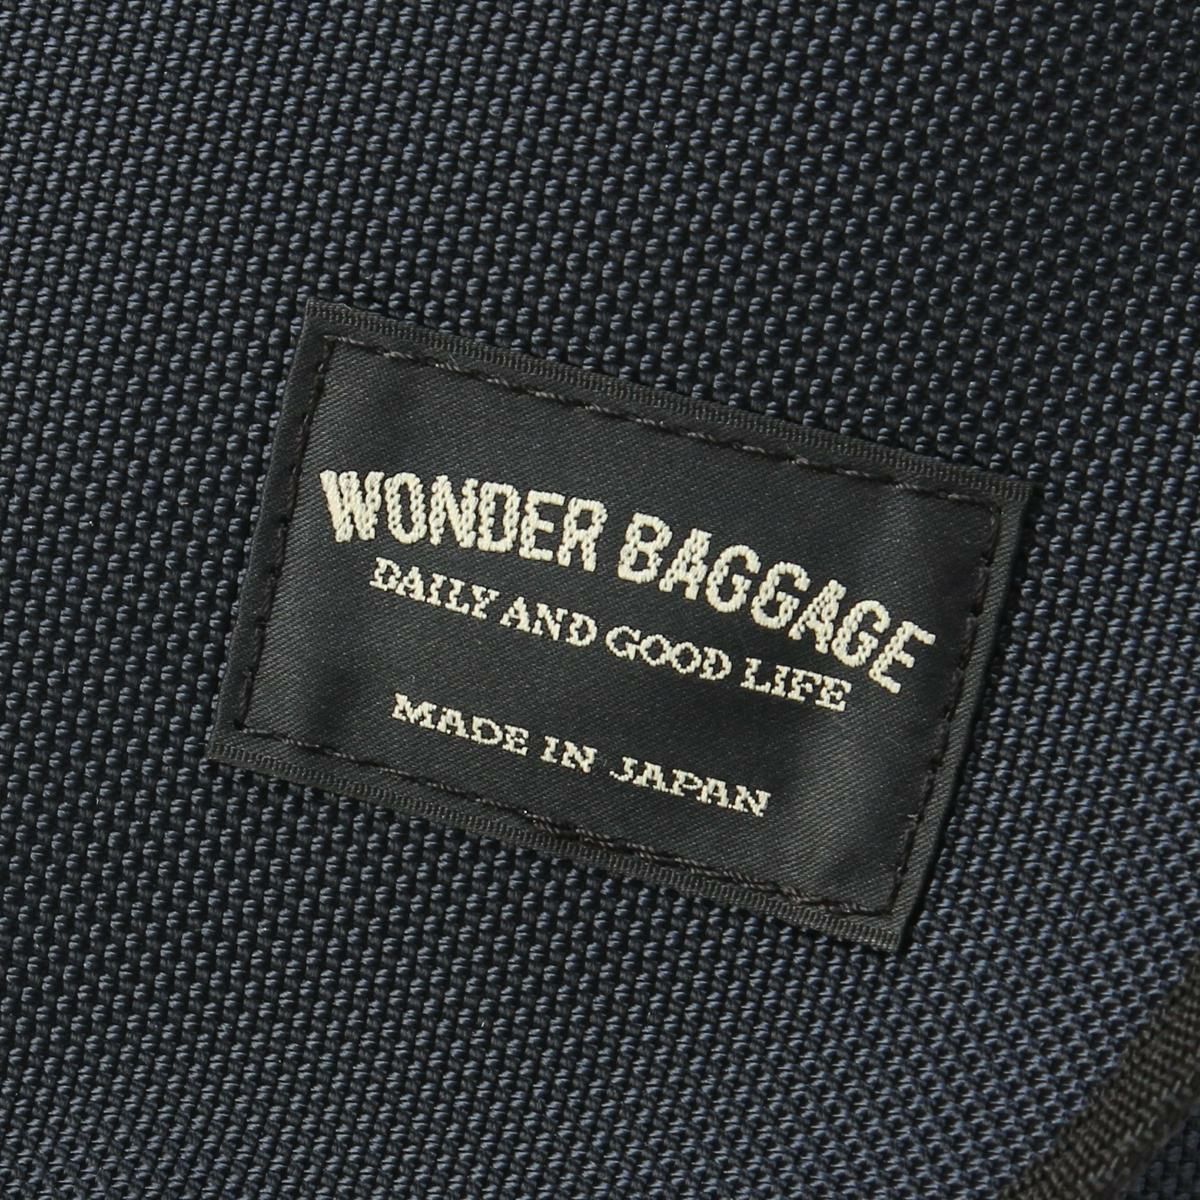 WONDER BAGGAGE
DAILY AND GOOD LIFE
MADE IN JAPAN